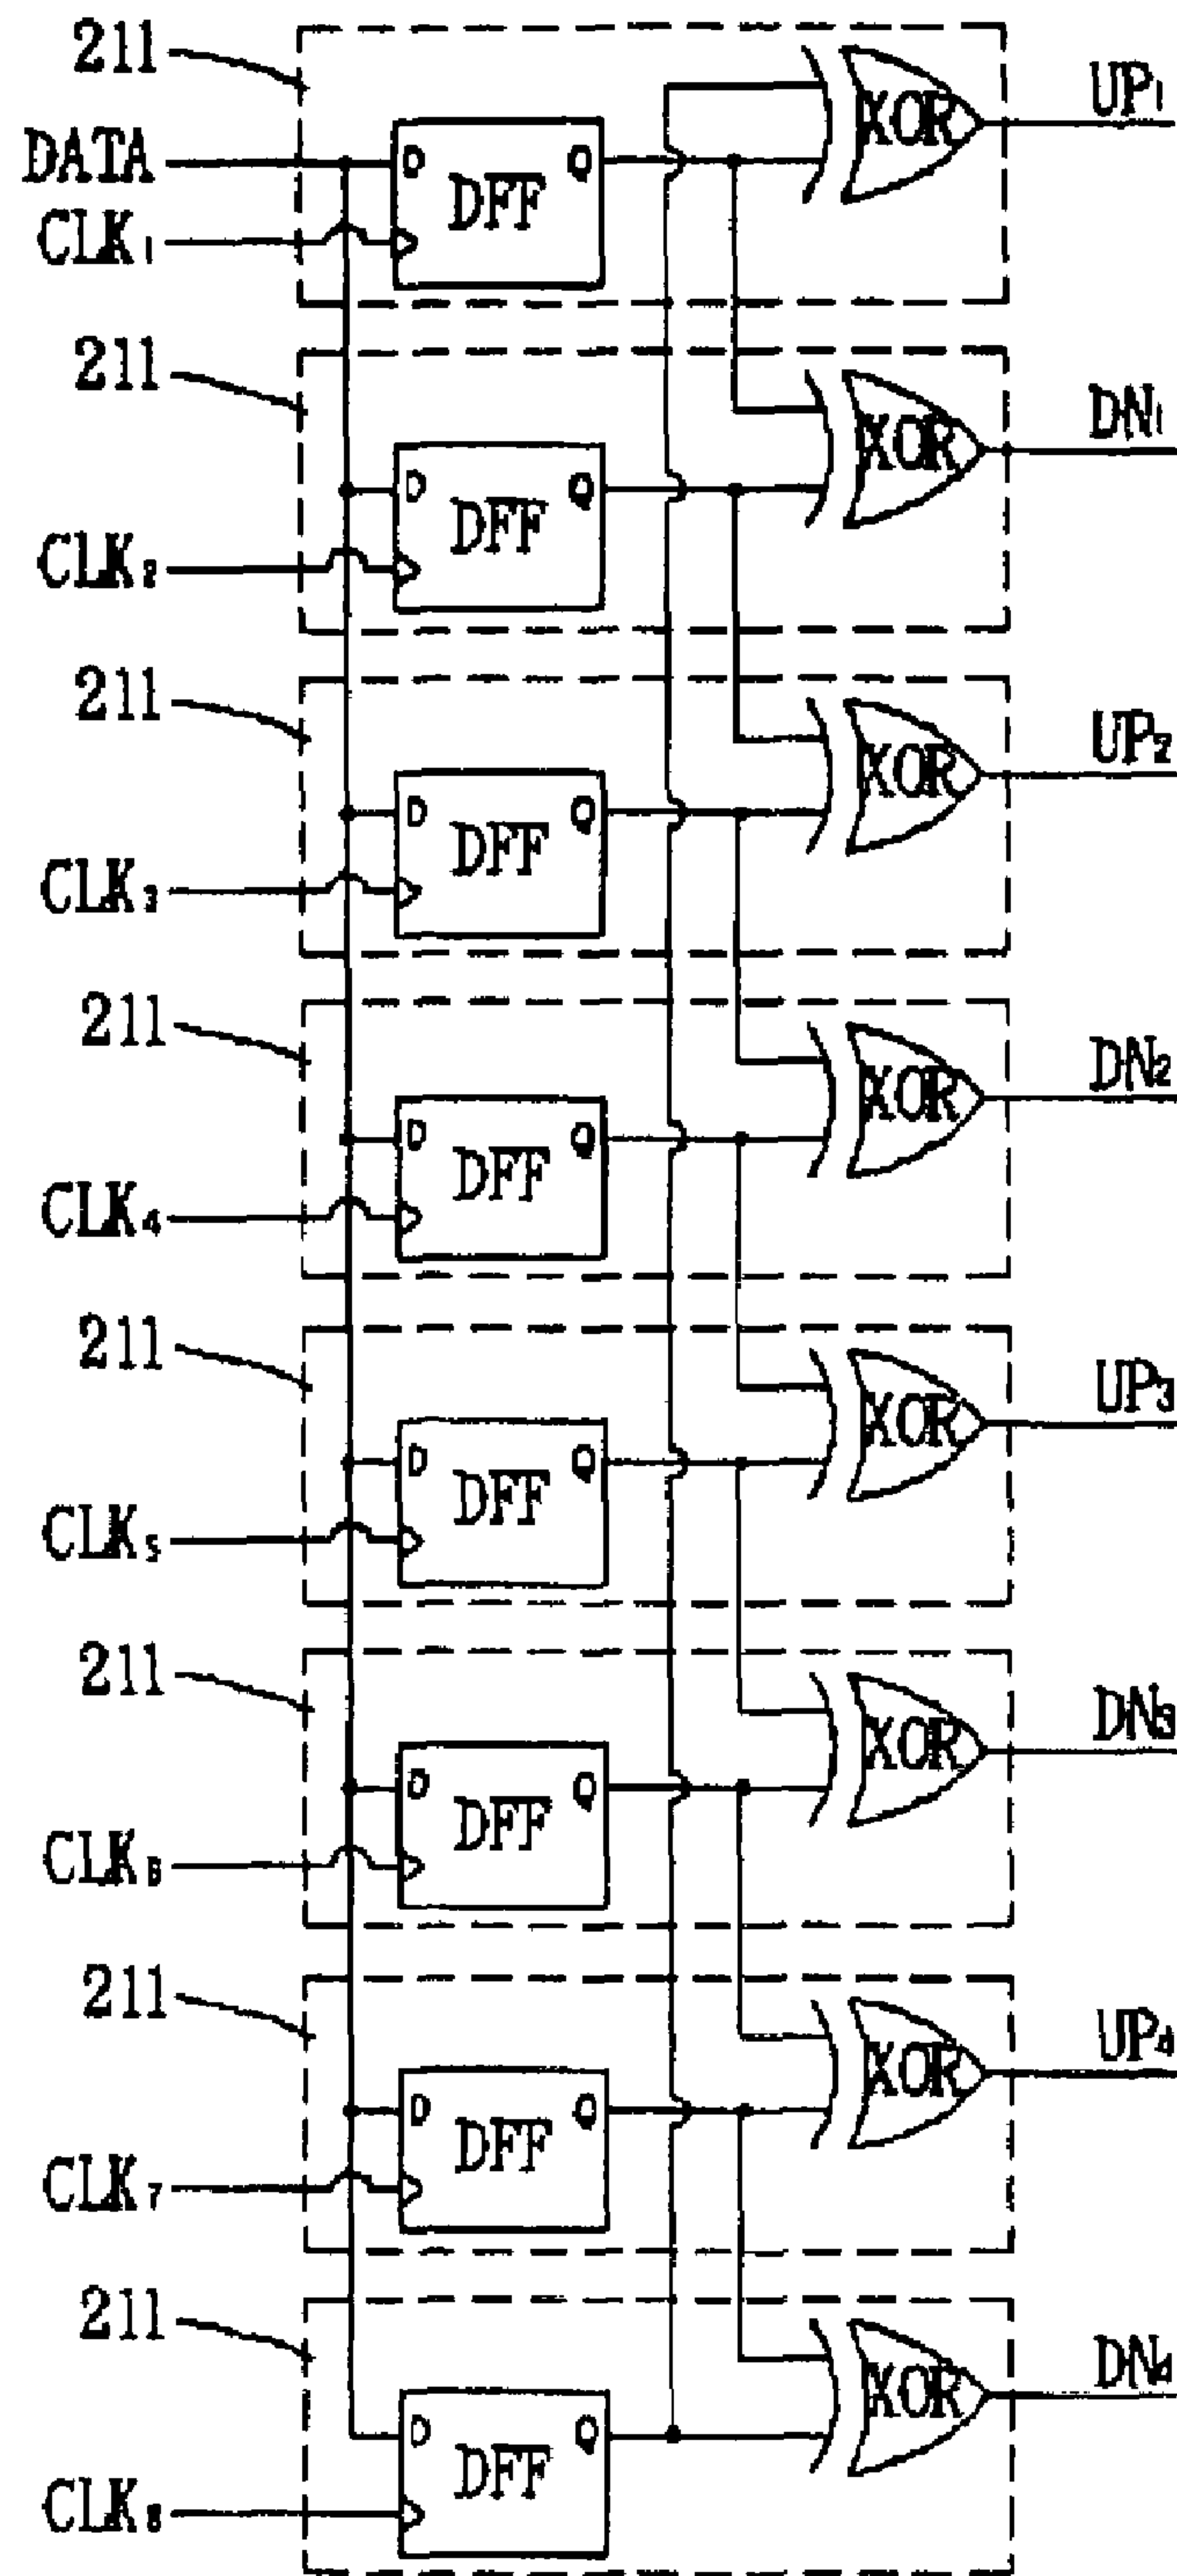 211
DATA D Q DFF XOR UP₁
CLK₁
211
D Q DFF XOR DN₁
CLK₂
211
D Q DFF XOR UP₂
CLK₃
211
D Q DFF XOR DN₂
CLK₄
211
D Q DFF XOR UP₃
CLK₅
211
D Q DFF XOR DN₃
CLK₆
211
D Q DFF XOR UP₄
CLK₇
211
D Q DFF XOR DN₄
CLK₈